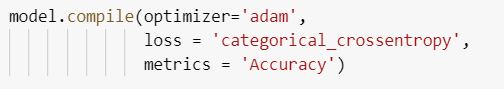 model.compile(optimizer='adam',
loss = 'categorical_crossentropy',
metrics = 'Accuracy')